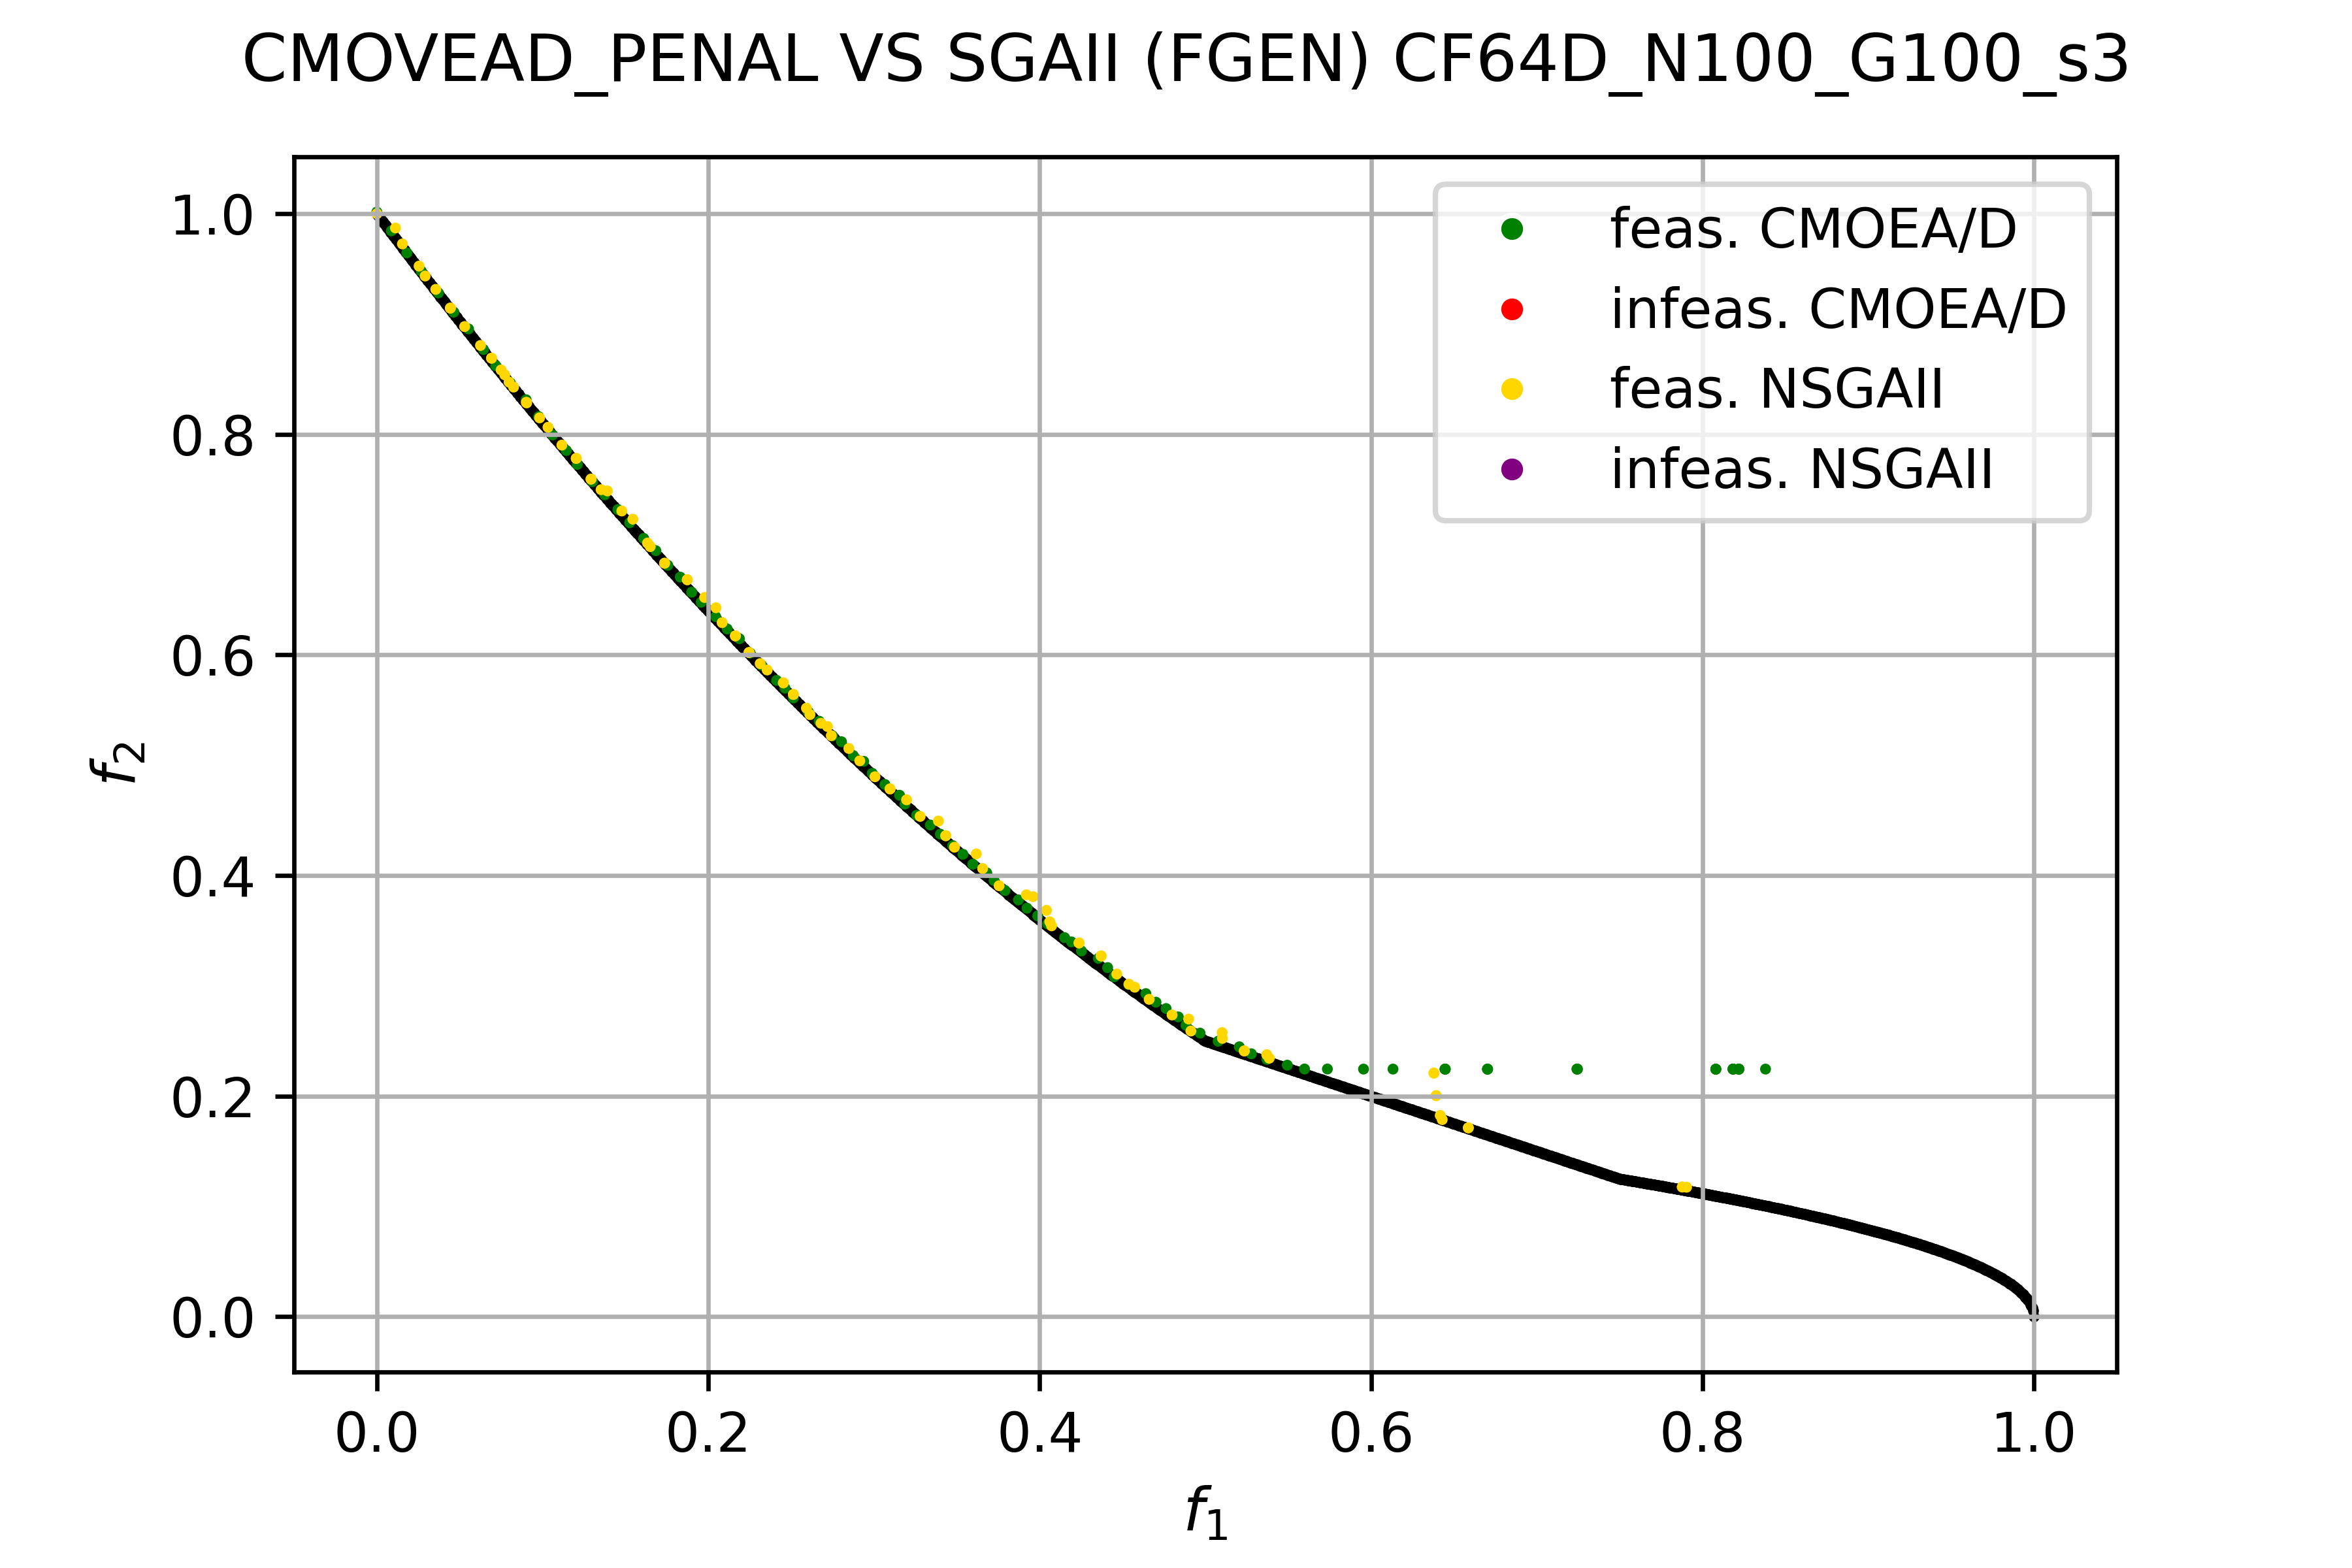 CMOVEAD_PENAL VS SGAII (FGEN) CF64D_N100_G100_s3
feas. CMOEA/D
infeas. CMOEA/D
feas. NSGAII
infeas. NSGAII
1.0
0.8
0.6
0.4
0.2
0.0
f2
0.0 0.2 0.4 0.6 0.8 1.0
f1